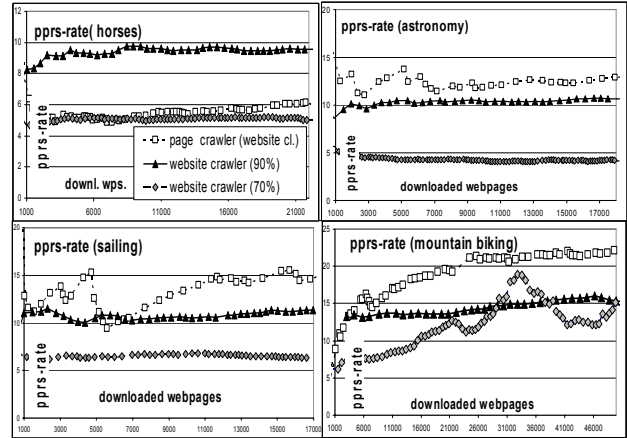 pprs-rate( horses)
12
10
8
6
4
2
0
pprs-rate
page crawler (website cl.)
website crawler (90%)
website crawler (70%)
downl. wps.
1000 6000 11000 16000 21000
pprs-rate (astronomy)
20
15
10
5
0
pprs-rate
downloaded webpages
1000 3000 5000 7000 9000 11000 13000 15000 17000
pprs-rate (sailing)
20
15
10
5
0
pprs-rate
downloaded webpages
1000 3000 5000 7000 9000 11000 13000 15000 17000
pprs-rate (mountain biking)
25
20
15
10
5
0
pprs-rate
downloaded webpages
1000 6000 11000 16000 21000 26000 31000 36000 41000 46000